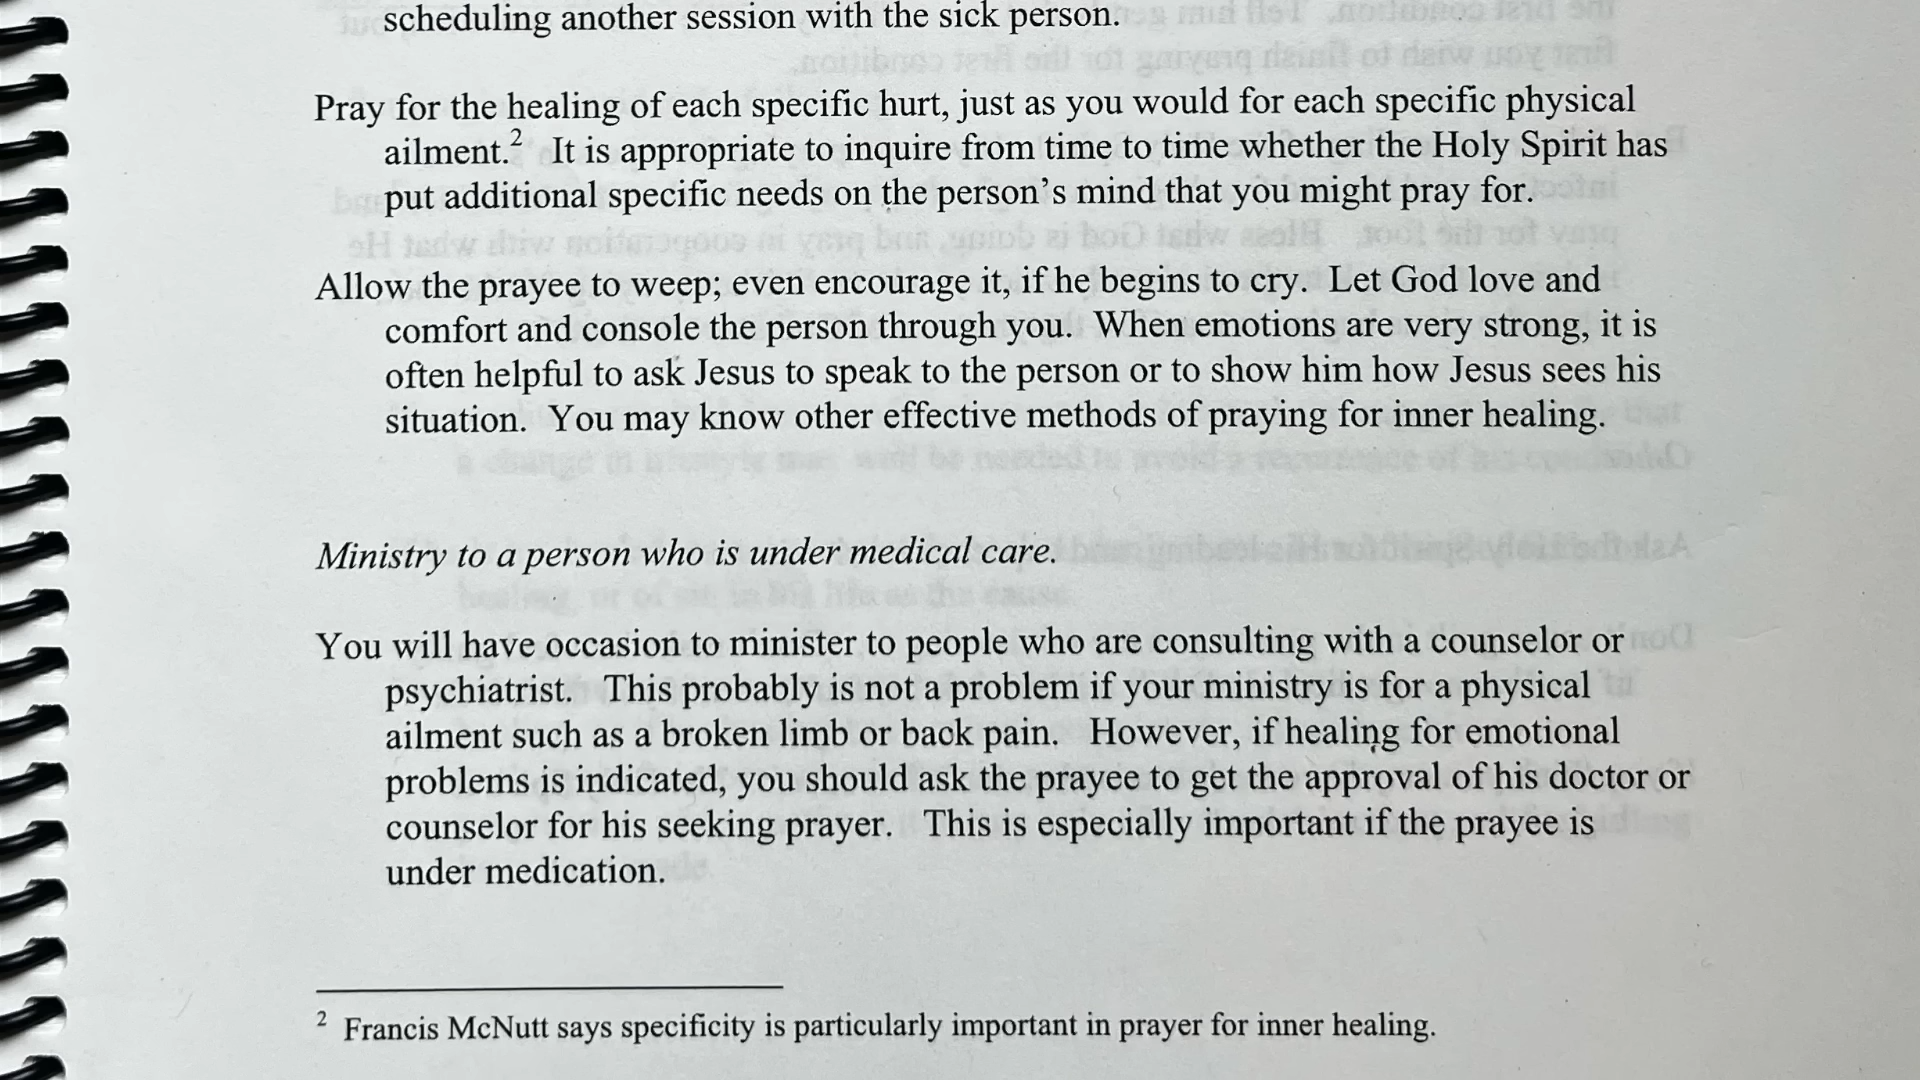 scheduling another session with the sick person.
Pray for the healing of each specific hurt, just as you would for each specific physical
ailment.2 It is appropriate to inquire from time to time whether the Holy Spirit has
put additional specific needs on the person's mind that you might pray for.
Allow the prayee to weep; even encourage it, if he begins to cry. Let God love and
comfort and console the person through you. When emotions are very strong, it is
often helpful to ask Jesus to speak to the person or to show him how Jesus sees his
situation. You may know other effective methods of praying for inner healing.
Ministry to a person who is under medical care.
You will have occasion to minister to people who are consulting with a counselor or
psychiatrist. This probably is not a problem if your ministry is for a physical
ailment such as a broken limb or back pain. However, if healing for emotional
problems is indicated, you should ask the prayee to get the approval of his doctor or
counselor for his seeking prayer. This is especially important if the prayee is
under medication.
2 Francis McNutt says specificity is particularly important in prayer for inner healing.